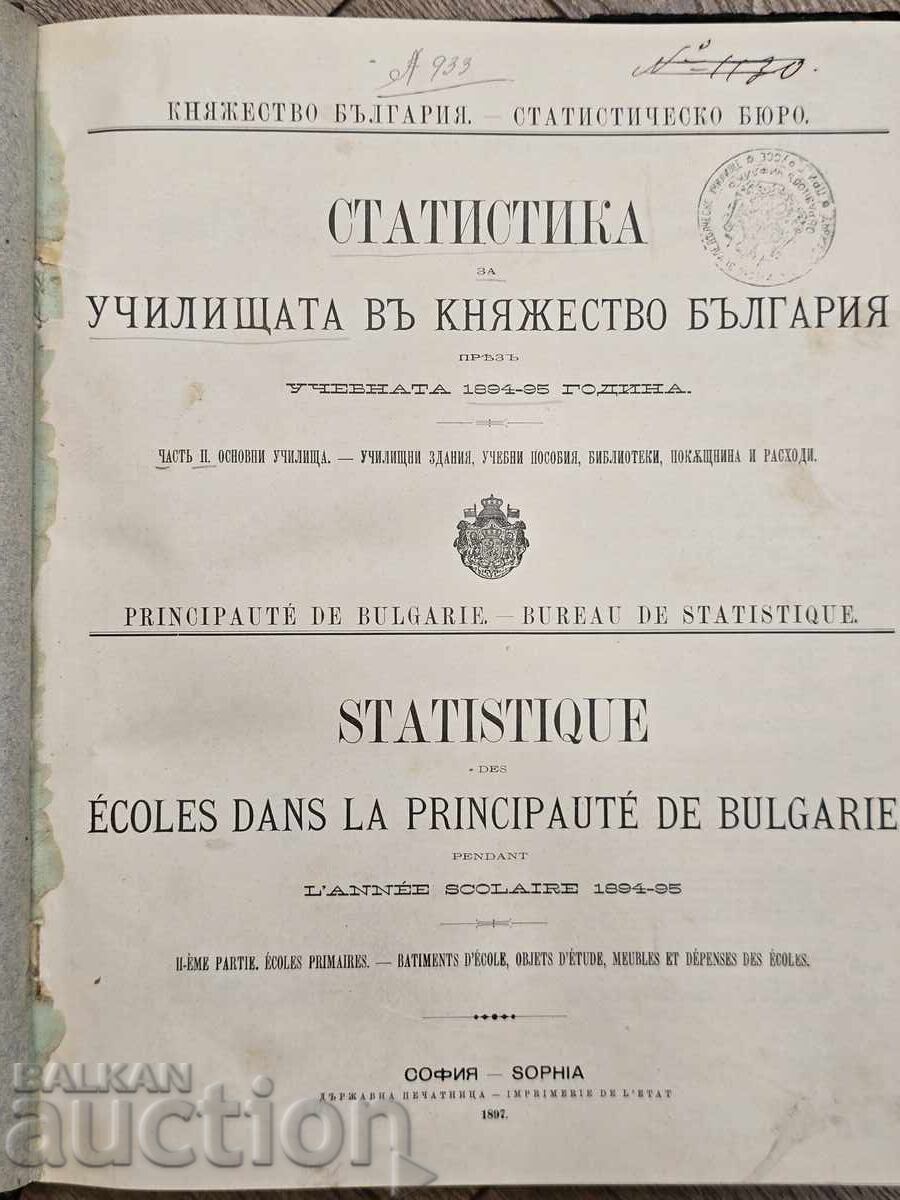 А 933
№ 1130.
КНЯЖЕСТВО БЪЛГАРИЯ. — СТАТИСТИЧЕСКО БЮРО.
СТАТИСТИКА
ЗА
УЧИЛИЩАТА ВЪ КНЯЖЕСТВО БЪЛГАРИЯ
ПРѢЗЪ
УЧЕБНАТА 1894-95 ГОДИНА.
ЧАСТЬ II. ОСНОВНИ УЧИЛИЩА. — УЧИЛИЩНИ ЗДАНИЯ, УЧЕБНИ ПОСОБИЯ, БИБЛИОТЕКИ, ПОКѪЩНИНА И РАСХОДИ.
PRINCIPAUTÉ DE BULGARIE. — BUREAU DE STATISTIQUE.
STATISTIQUE
DES
ÉCOLES DANS LA PRINCIPAUTÉ DE BULGARIE
PENDANT
L'ANNÉE SCOLAIRE 1894-95
II-ÈME PARTIE. ÉCOLES PRIMAIRES. — BATIMENTS D'ÉCOLE, OBJETS D'ÉTUDE, MEUBLES ET DÉPENSES DES ÉCOLES.
СОФИЯ — SOPHIA
ДЪРЖАВНА ПЕЧАТНИЦА — IMPRIMERIE DE L'ETAT
1897.
BALKAN
auction